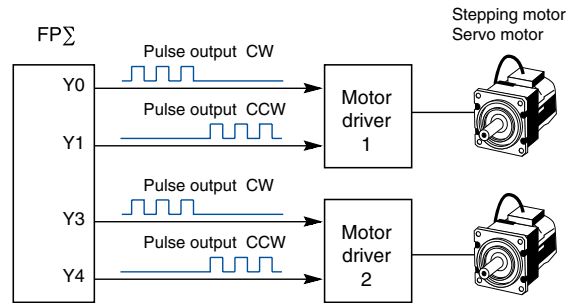 Stepping motor
Servo motor
FPΣ
Pulse output CW
Y0
Pulse output CCW
Y1
Motor
driver
1
Pulse output CW
Y3
Pulse output CCW
Y4
Motor
driver
2